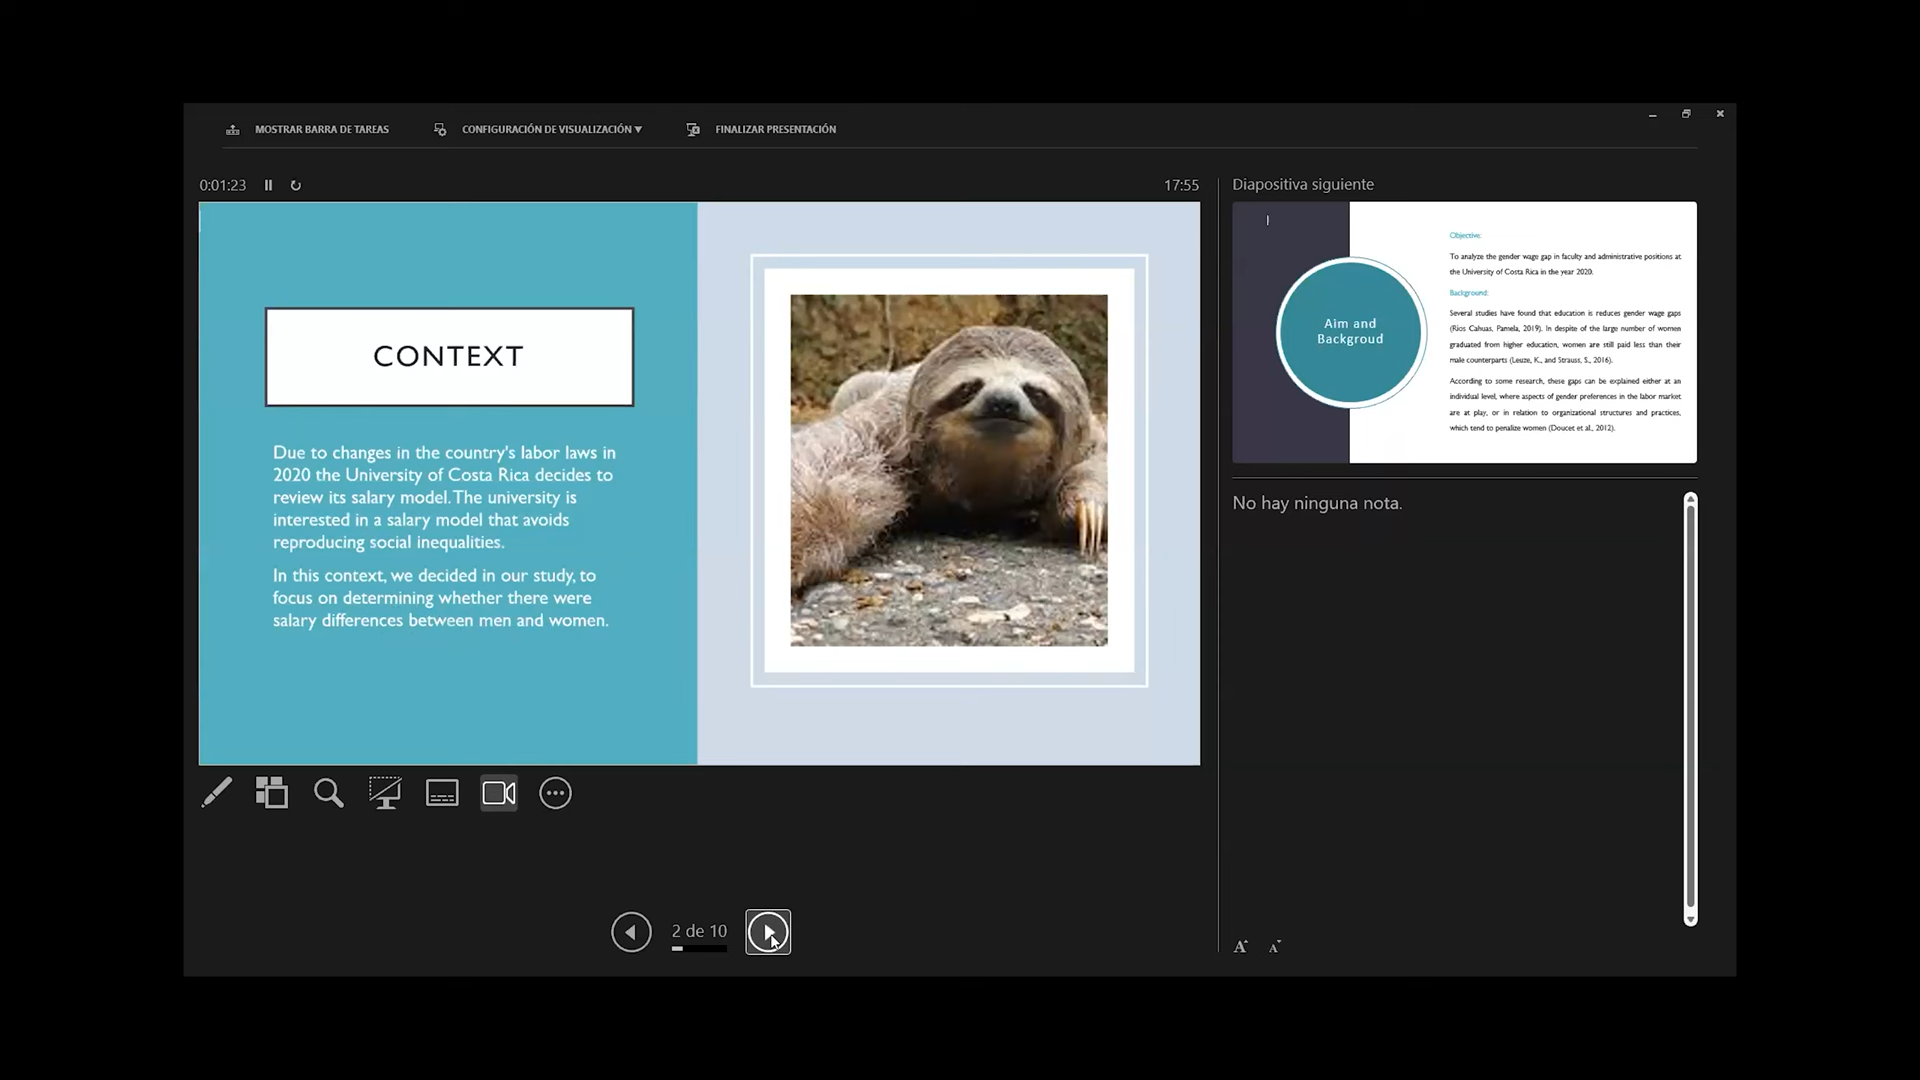 MOSTRAR BARRA DE TAREAS
CONFIGURACIÓN DE VISUALIZACIÓN
FINALIZAR PRESENTACIÓN
0:01:23
17:55
CONTEXT
Due to changes in the country's labor laws in
2020 the University of Costa Rica decides to
review its salary model. The university is
interested in a salary model that avoids
reproducing social inequalities.
In this context, we decided in our study, to
focus on determining whether there were
salary differences between men and women.
2 de 10
Diapositiva siguiente
Aim and
Backgroud
Objective:
To analyze the gender wage gap in faculty and administrative positions at
the University of Costa Rica in the year 2020.
Background:
Several studies have found that education is reduces gender wage gaps
(Rios Cahuas, Pamela, 2019). In despite of the large number of women
graduated from higher education, women are still paid less than their
male counterparts (Leuze, K., and Strauss, S., 2016).
According to some research, these gaps can be explained either at an
individual level, where aspects of gender preferences in the labor market
are at play, or in relation to organizational structures and practices,
which tend to penalize women (Doucet et al., 2012).
No hay ninguna nota.
A A